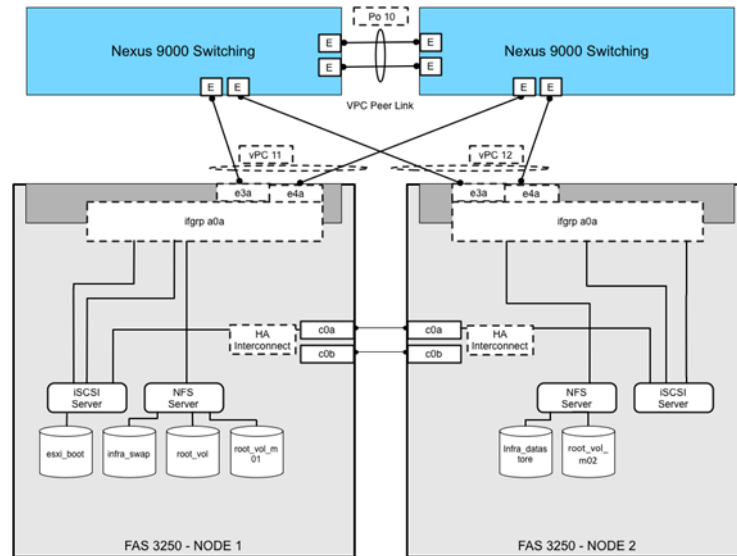 Po 10
Nexus 9000 Switching
E
E
E
E
Nexus 9000 Switching
E
E
E
E
VPC Peer Link
vPC 11
vPC 12
e3a
e4a
e3a
e4a
ifgrp a0a
ifgrp a0a
HA
Interconnect
c0a
c0b
c0a
c0b
HA
Interconnect
iSCSI
Server
NFS
Server
NFS
Server
iSCSI
Server
esxi_boot
infra_swap
root_vol
root_vol_m
01
Infra_datas
tore
root_vol_
m02
FAS 3250 - NODE 1
FAS 3250 - NODE 2